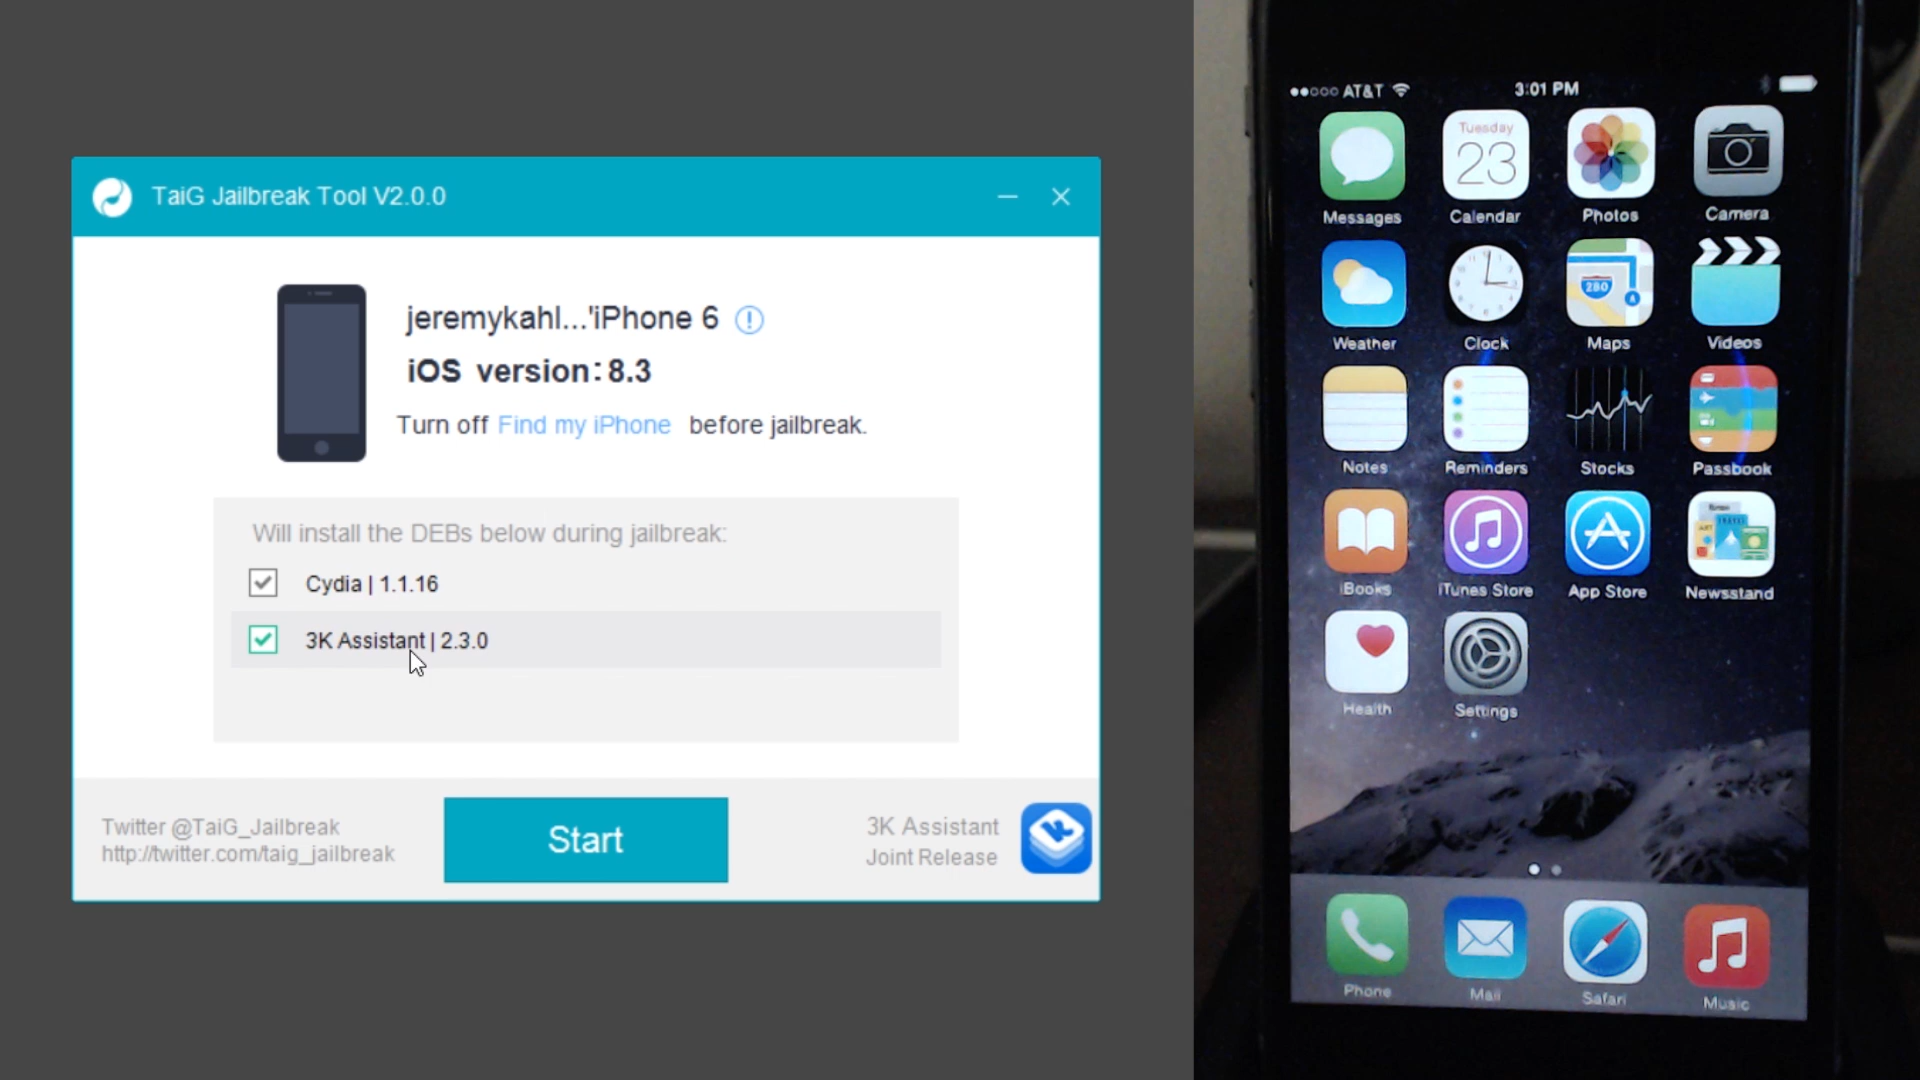 TaiG Jailbreak Tool V2.0.0
jeremykahl...'iPhone 6
iOS version:8.3
Turn off Find my iPhone before jailbreak.
Will install the DEBs below during jailbreak:
Cydia | 1.1.16
3K Assistant | 2.3.0
Twitter @TaiG_Jailbreak
http://twitter.com/taig_jailbreak
Start
3K Assistant
Joint Release
AT&T 3:01 PM
Tuesday
23
Messages Calendar Photos Camera
280
Weather Clock Maps Videos
Notes Reminders Stocks Passbook
iBooks iTunes Store App Store Newsstand
Health Settings
Phone Mail Safari Music